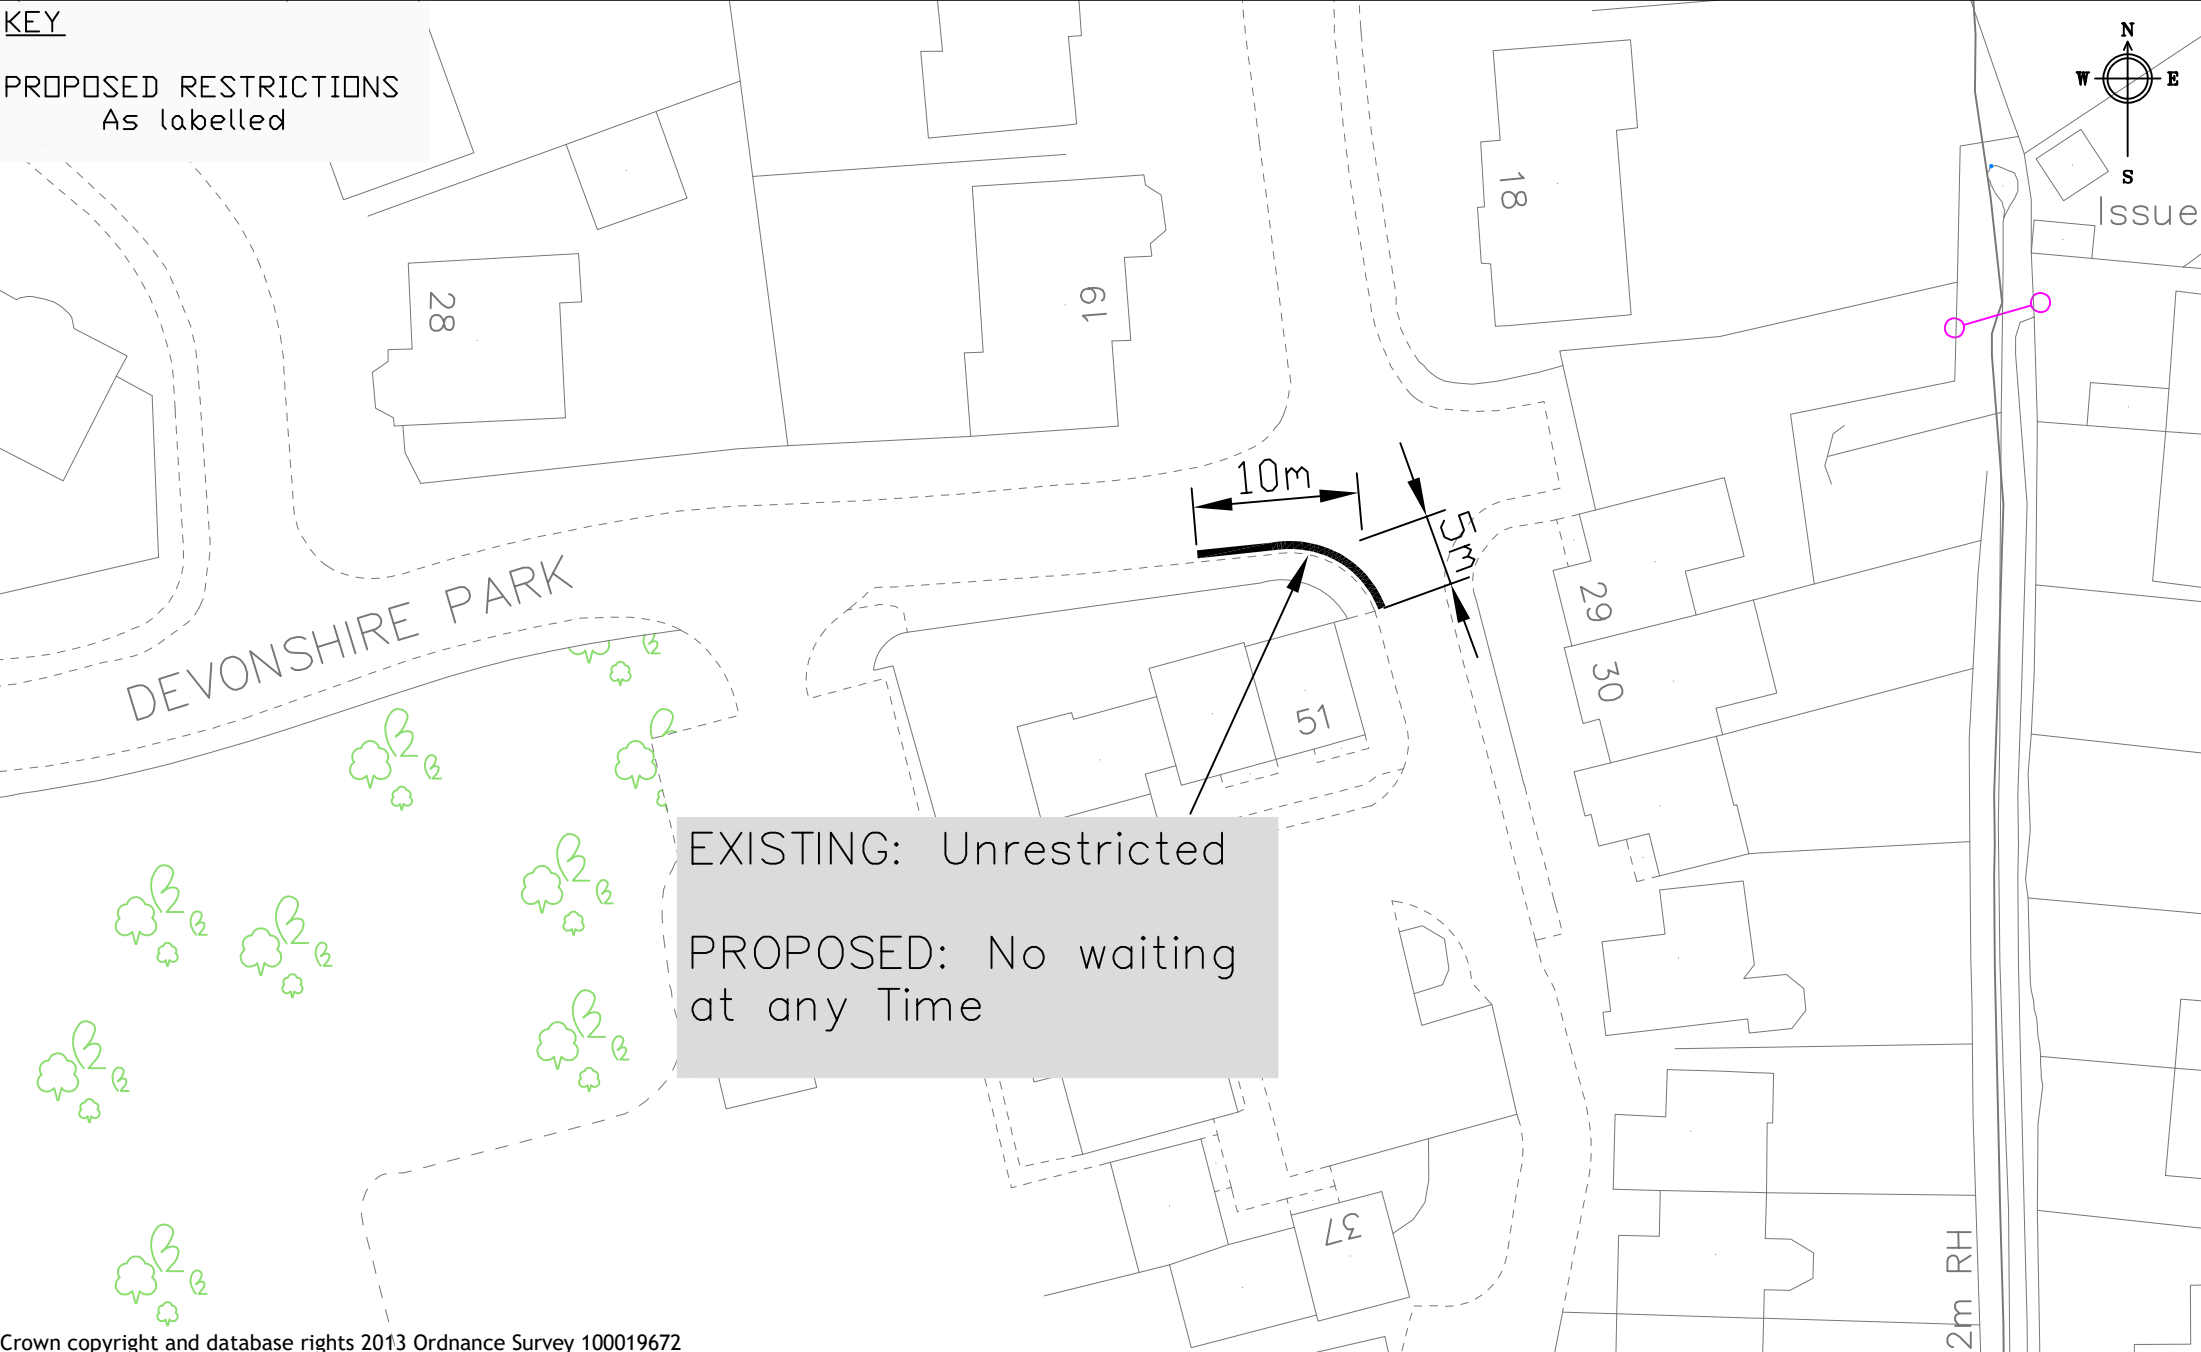 KEY
PROPOSED RESTRICTIONS
As labelled
N
W E
S
Issue
18
28
19
10m
5m
DEVONSHIRE PARK
29
30
51
EXISTING: Unrestricted
PROPOSED: No waiting
at any Time
37
2m RH
Crown copyright and database rights 2013 Ordnance Survey 100019672